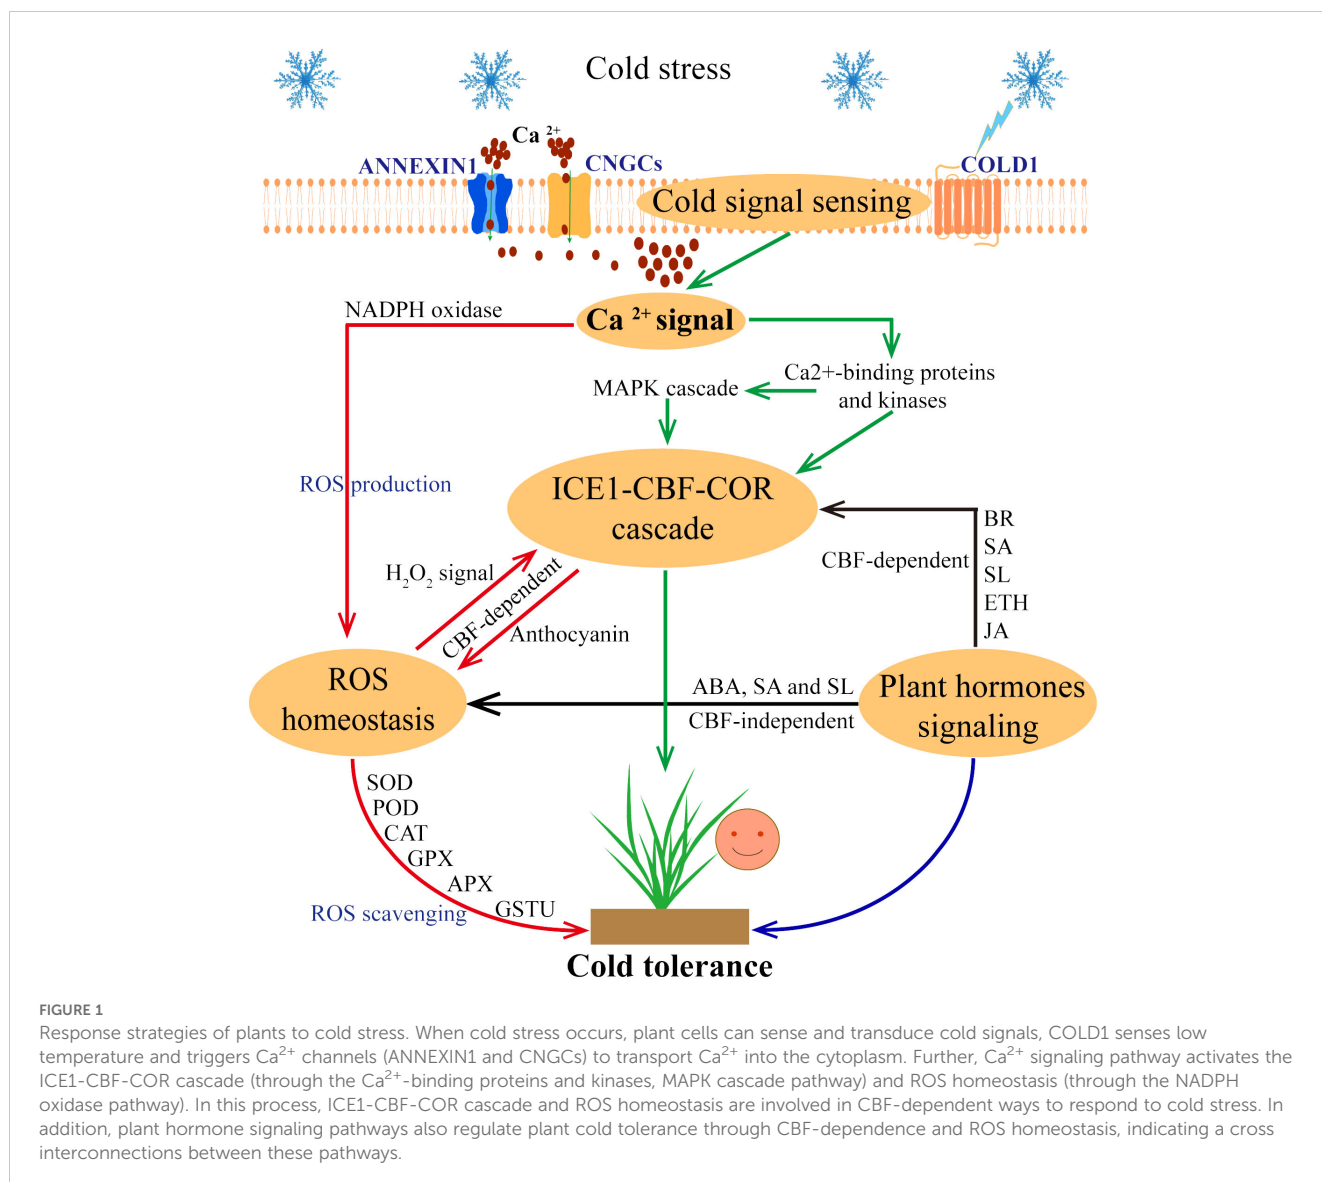 Cold stress
Ca 2+
ANNEXIN1
CNGCs
COLD1
Cold signal sensing
NADPH oxidase
Ca 2+ signal
MAPK cascade
Ca2+-binding proteins
and kinases
ROS production
ICE1-CBF-COR
cascade
BR
SA
SL
ETH
JA
CBF-dependent
H2O2 signal
CBF-dependent
Anthocyanin
ROS
homeostasis
ABA, SA and SL
CBF-independent
Plant hormones
signaling
SOD
POD
CAT
GPX
APX
GSTU
ROS scavenging
Cold tolerance
FIGURE 1
Response strategies of plants to cold stress. When cold stress occurs, plant cells can sense and transduce cold signals, COLD1 senses low
temperature and triggers Ca2+ channels (ANNEXIN1 and CNGCs) to transport Ca2+ into the cytoplasm. Further, Ca2+ signaling pathway activates the
ICE1-CBF-COR cascade (through the Ca2+-binding proteins and kinases, MAPK cascade pathway) and ROS homeostasis (through the NADPH
oxidase pathway). In this process, ICE1-CBF-COR cascade and ROS homeostasis are involved in CBF-dependent ways to respond to cold stress. In
addition, plant hormone signaling pathways also regulate plant cold tolerance through CBF-dependence and ROS homeostasis, indicating a cross
interconnections between these pathways.